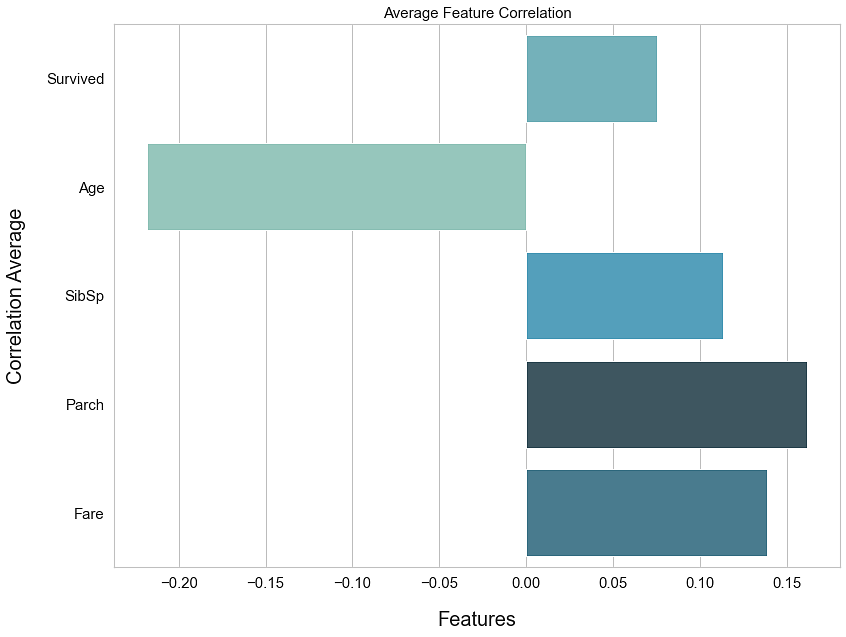 Average Feature Correlation
Survived
Age
SibSp
Parch
Fare
Correlation Average
−0.20 −0.15 −0.10 −0.05 0.00 0.05 0.10 0.15
Features